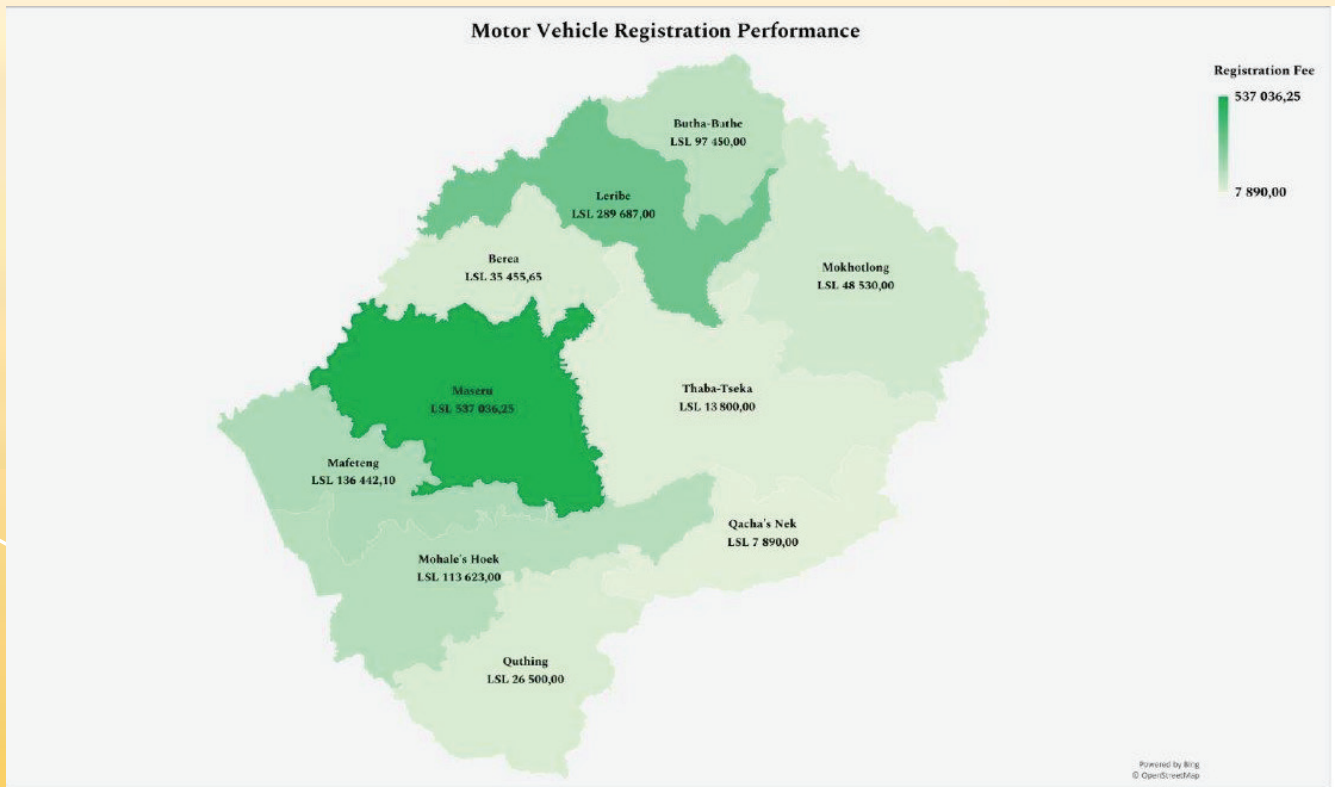 Motor Vehicle Registration Performance
Registration Fee
537 036,25
7 890,00
Butha-Buthe
LSL 97 450,00
Leribe
LSL 289 687,00
Berea
LSL 35 455,65
Mokhotlong
LSL 48 530,00
Maseru
LSL 537 036,25
Thaba-Tseka
LSL 13 800,00
Mafeteng
LSL 136 442,10
Qacha's Nek
LSL 7 890,00
Mohale's Hoek
LSL 113 623,00
Quthing
LSL 26 500,00
Powered by Bing
© OpenStreetMap